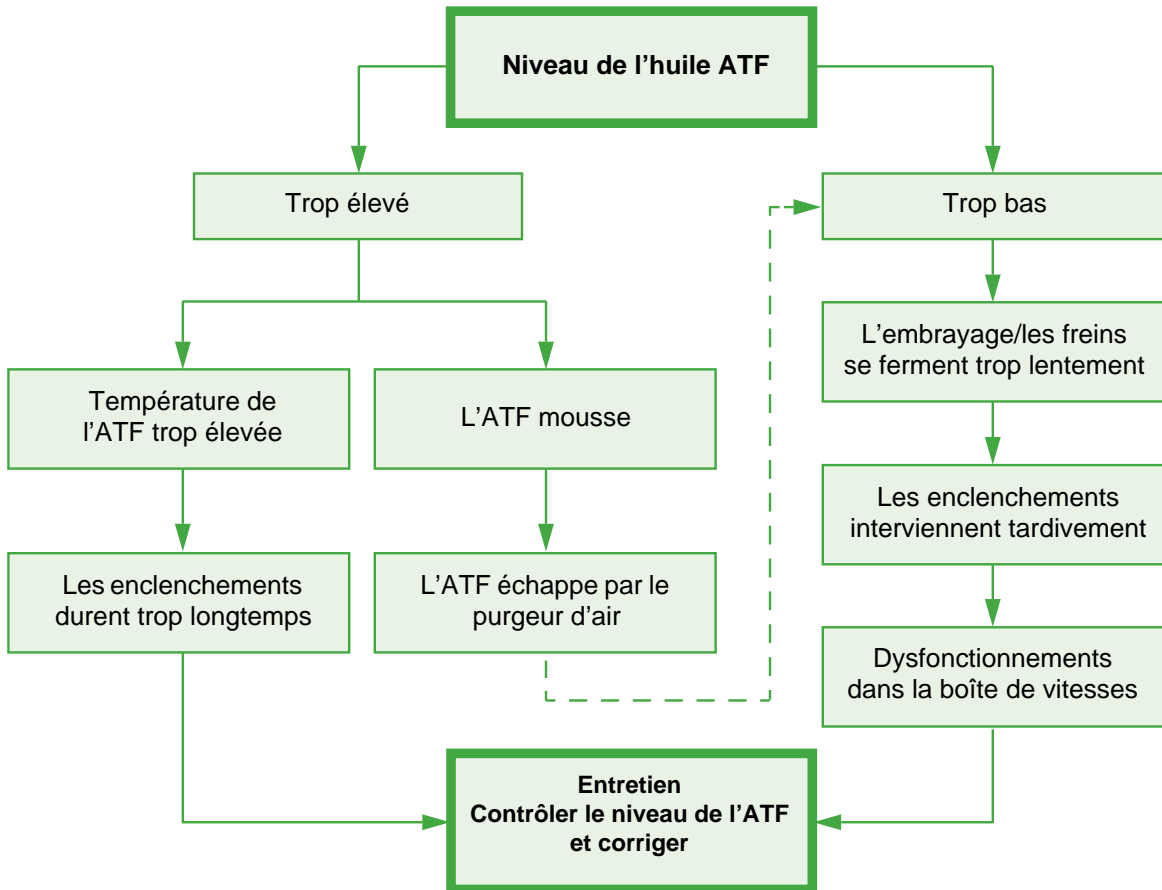 Niveau de l’huile ATF
Trop élevé
Trop bas
L’embrayage/les freins
se ferment trop lentement
Température de
l’ATF trop élevée
L’ATF mousse
Les enclenchements
interviennent tardivement
Les enclenchements
durent trop longtemps
L’ATF échappe par le
purgeur d’air
Dysfonctionnements
dans la boîte de vitesses
Entretien
Contrôler le niveau de l’ATF
et corriger